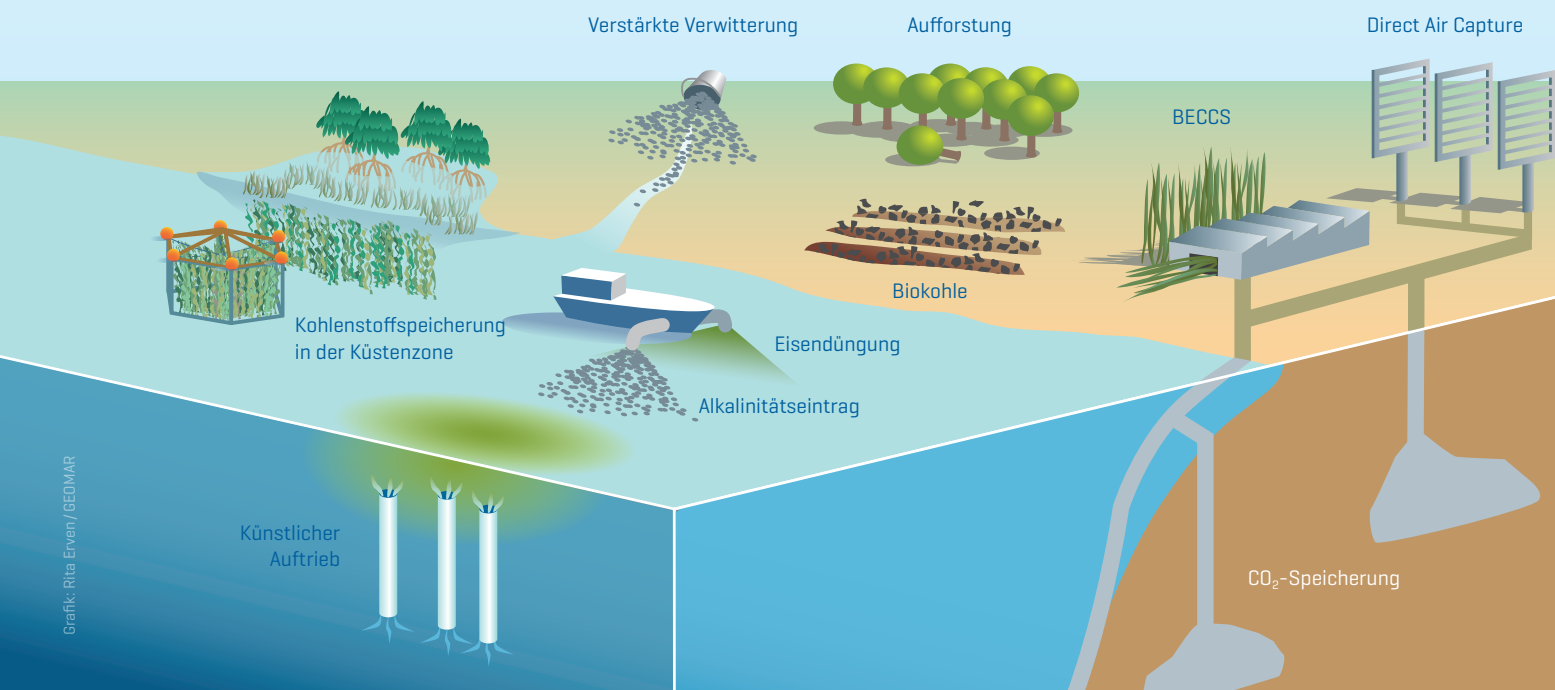 Verstärkte Verwitterung
Aufforstung
Direct Air Capture
BECCS
Biokohle
Kohlenstoffspeicherung
in der Küstenzone
Eisendüngung
Alkalinitätseintrag
Künstlicher
Auftrieb
CO₂-Speicherung
Grafik: Rita Erven / GEOMAR